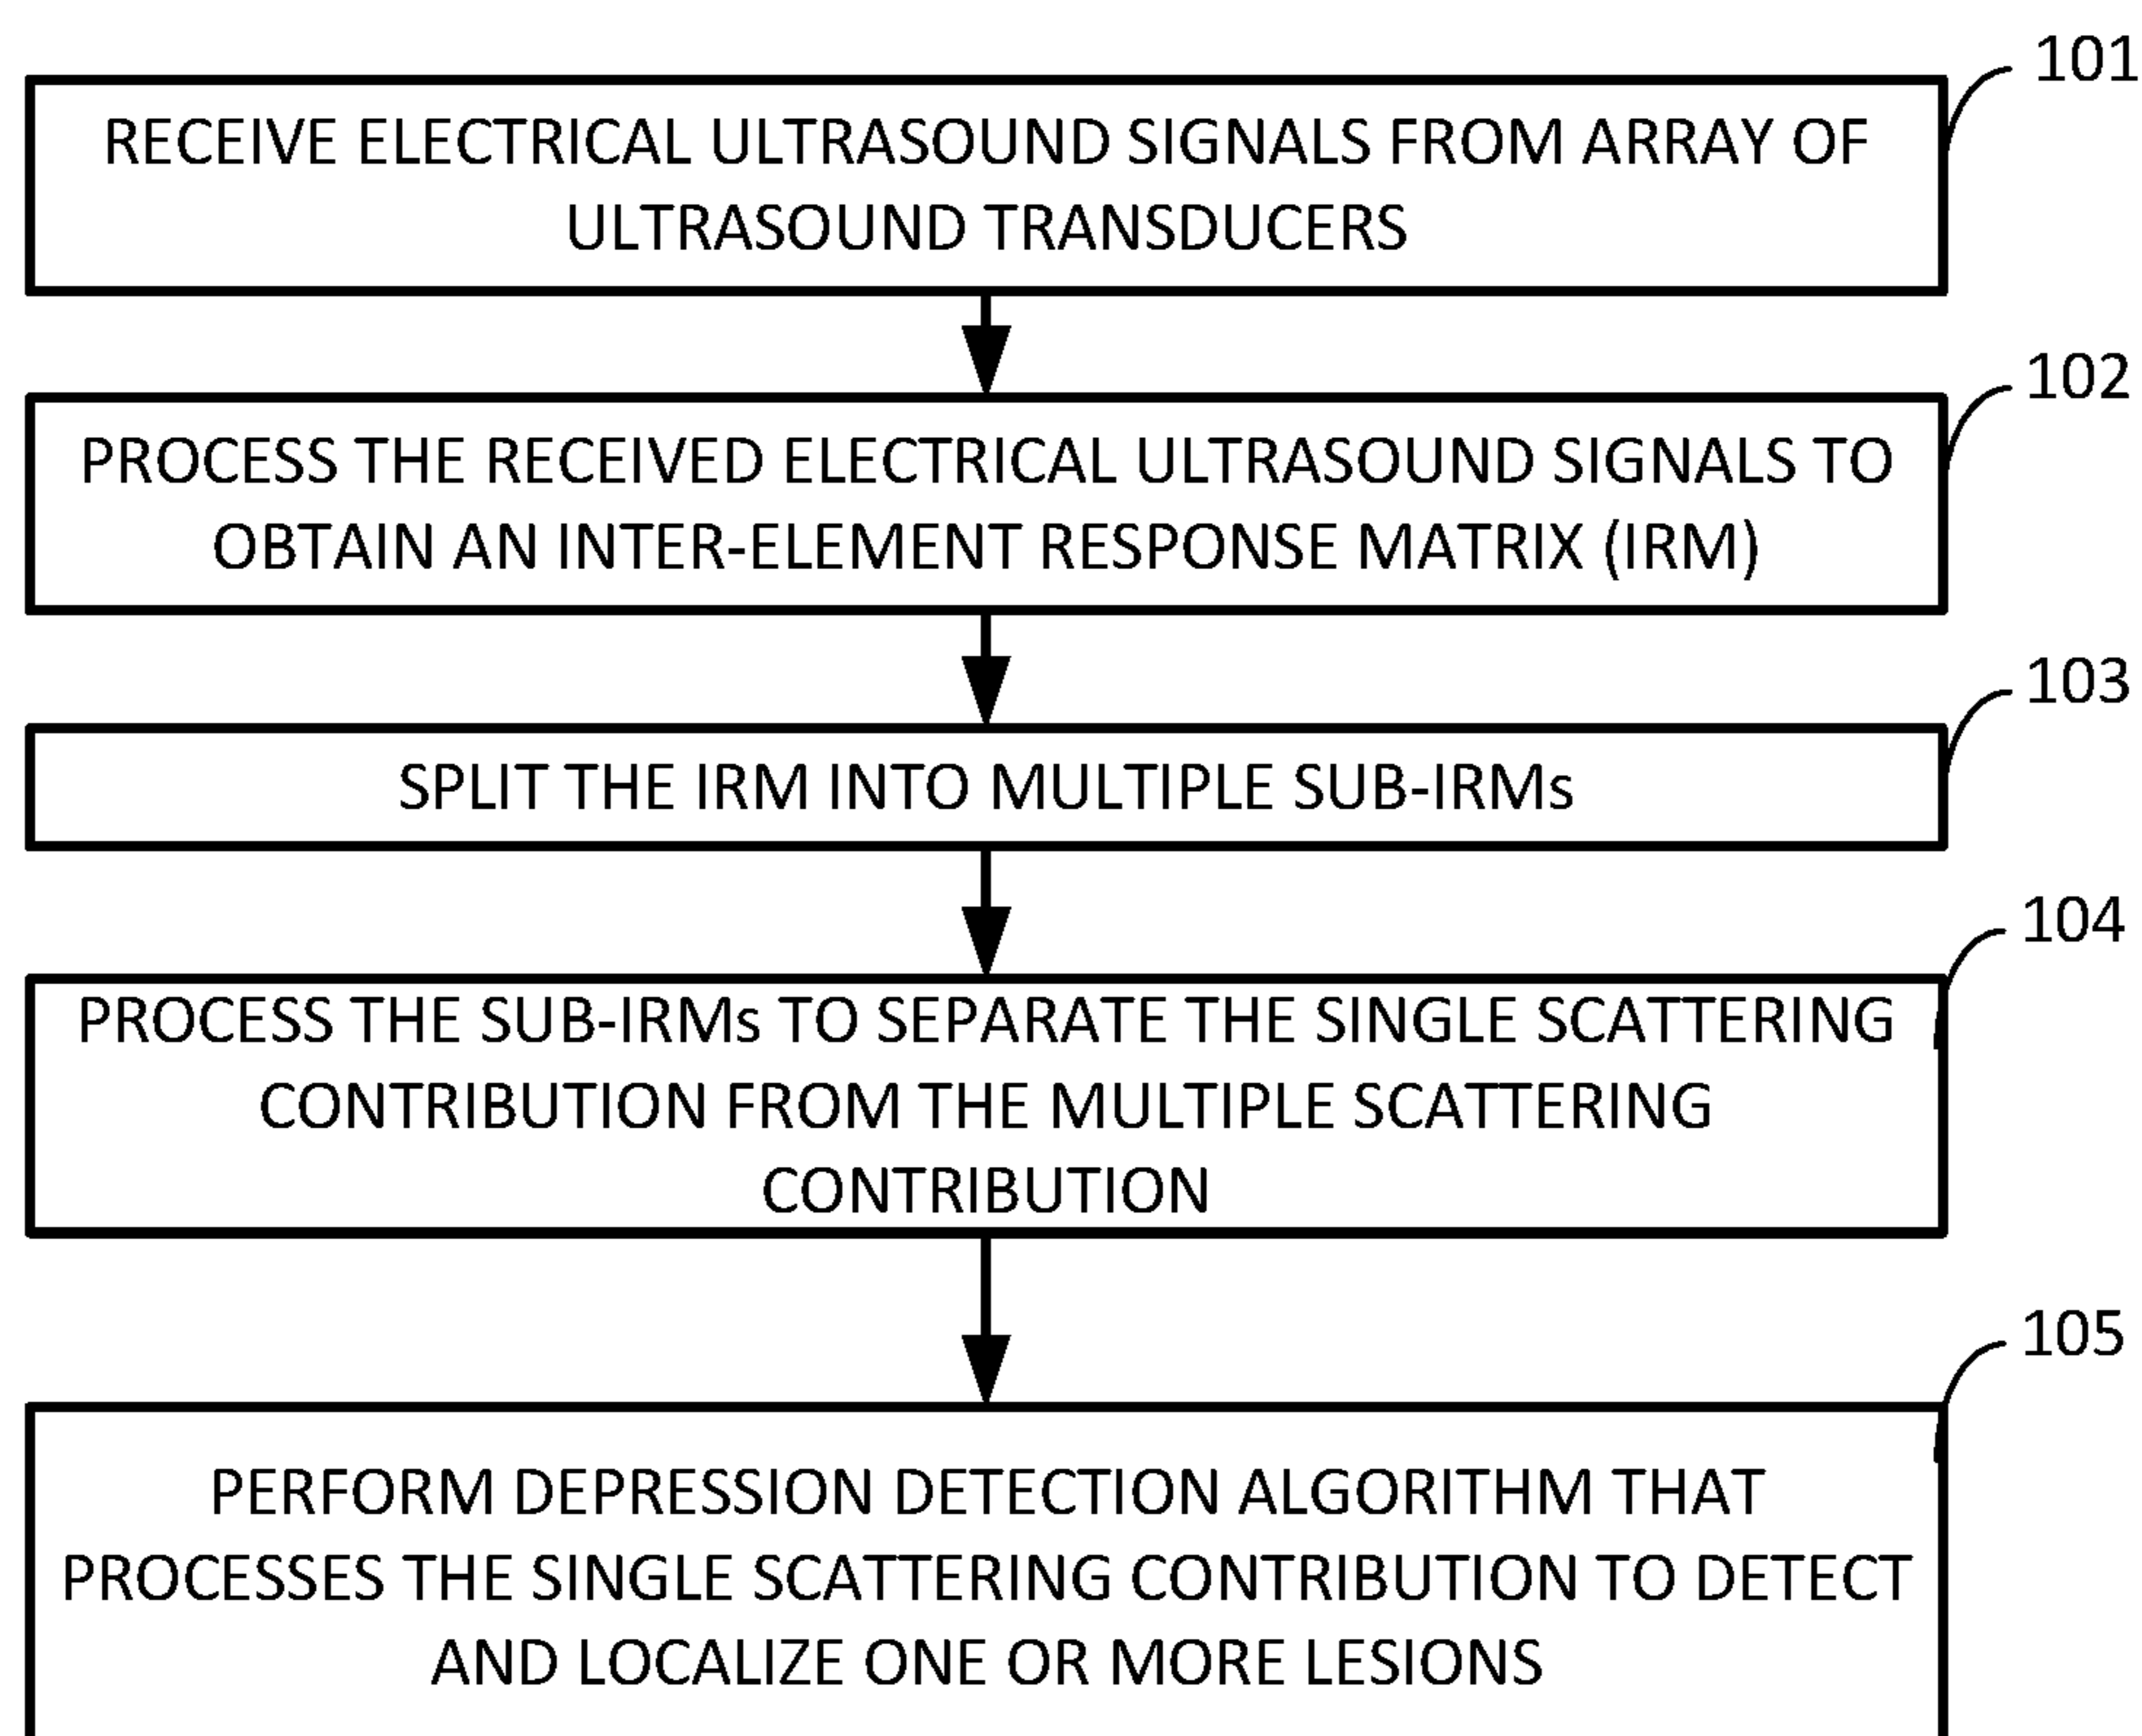 101
RECEIVE ELECTRICAL ULTRASOUND SIGNALS FROM ARRAY OF
ULTRASOUND TRANSDUCERS
102
PROCESS THE RECEIVED ELECTRICAL ULTRASOUND SIGNALS TO
OBTAIN AN INTER-ELEMENT RESPONSE MATRIX (IRM)
103
SPLIT THE IRM INTO MULTIPLE SUB-IRMs
104
PROCESS THE SUB-IRMs TO SEPARATE THE SINGLE SCATTERING
CONTRIBUTION FROM THE MULTIPLE SCATTERING
CONTRIBUTION
105
PERFORM DEPRESSION DETECTION ALGORITHM THAT
PROCESSES THE SINGLE SCATTERING CONTRIBUTION TO DETECT
AND LOCALIZE ONE OR MORE LESIONS